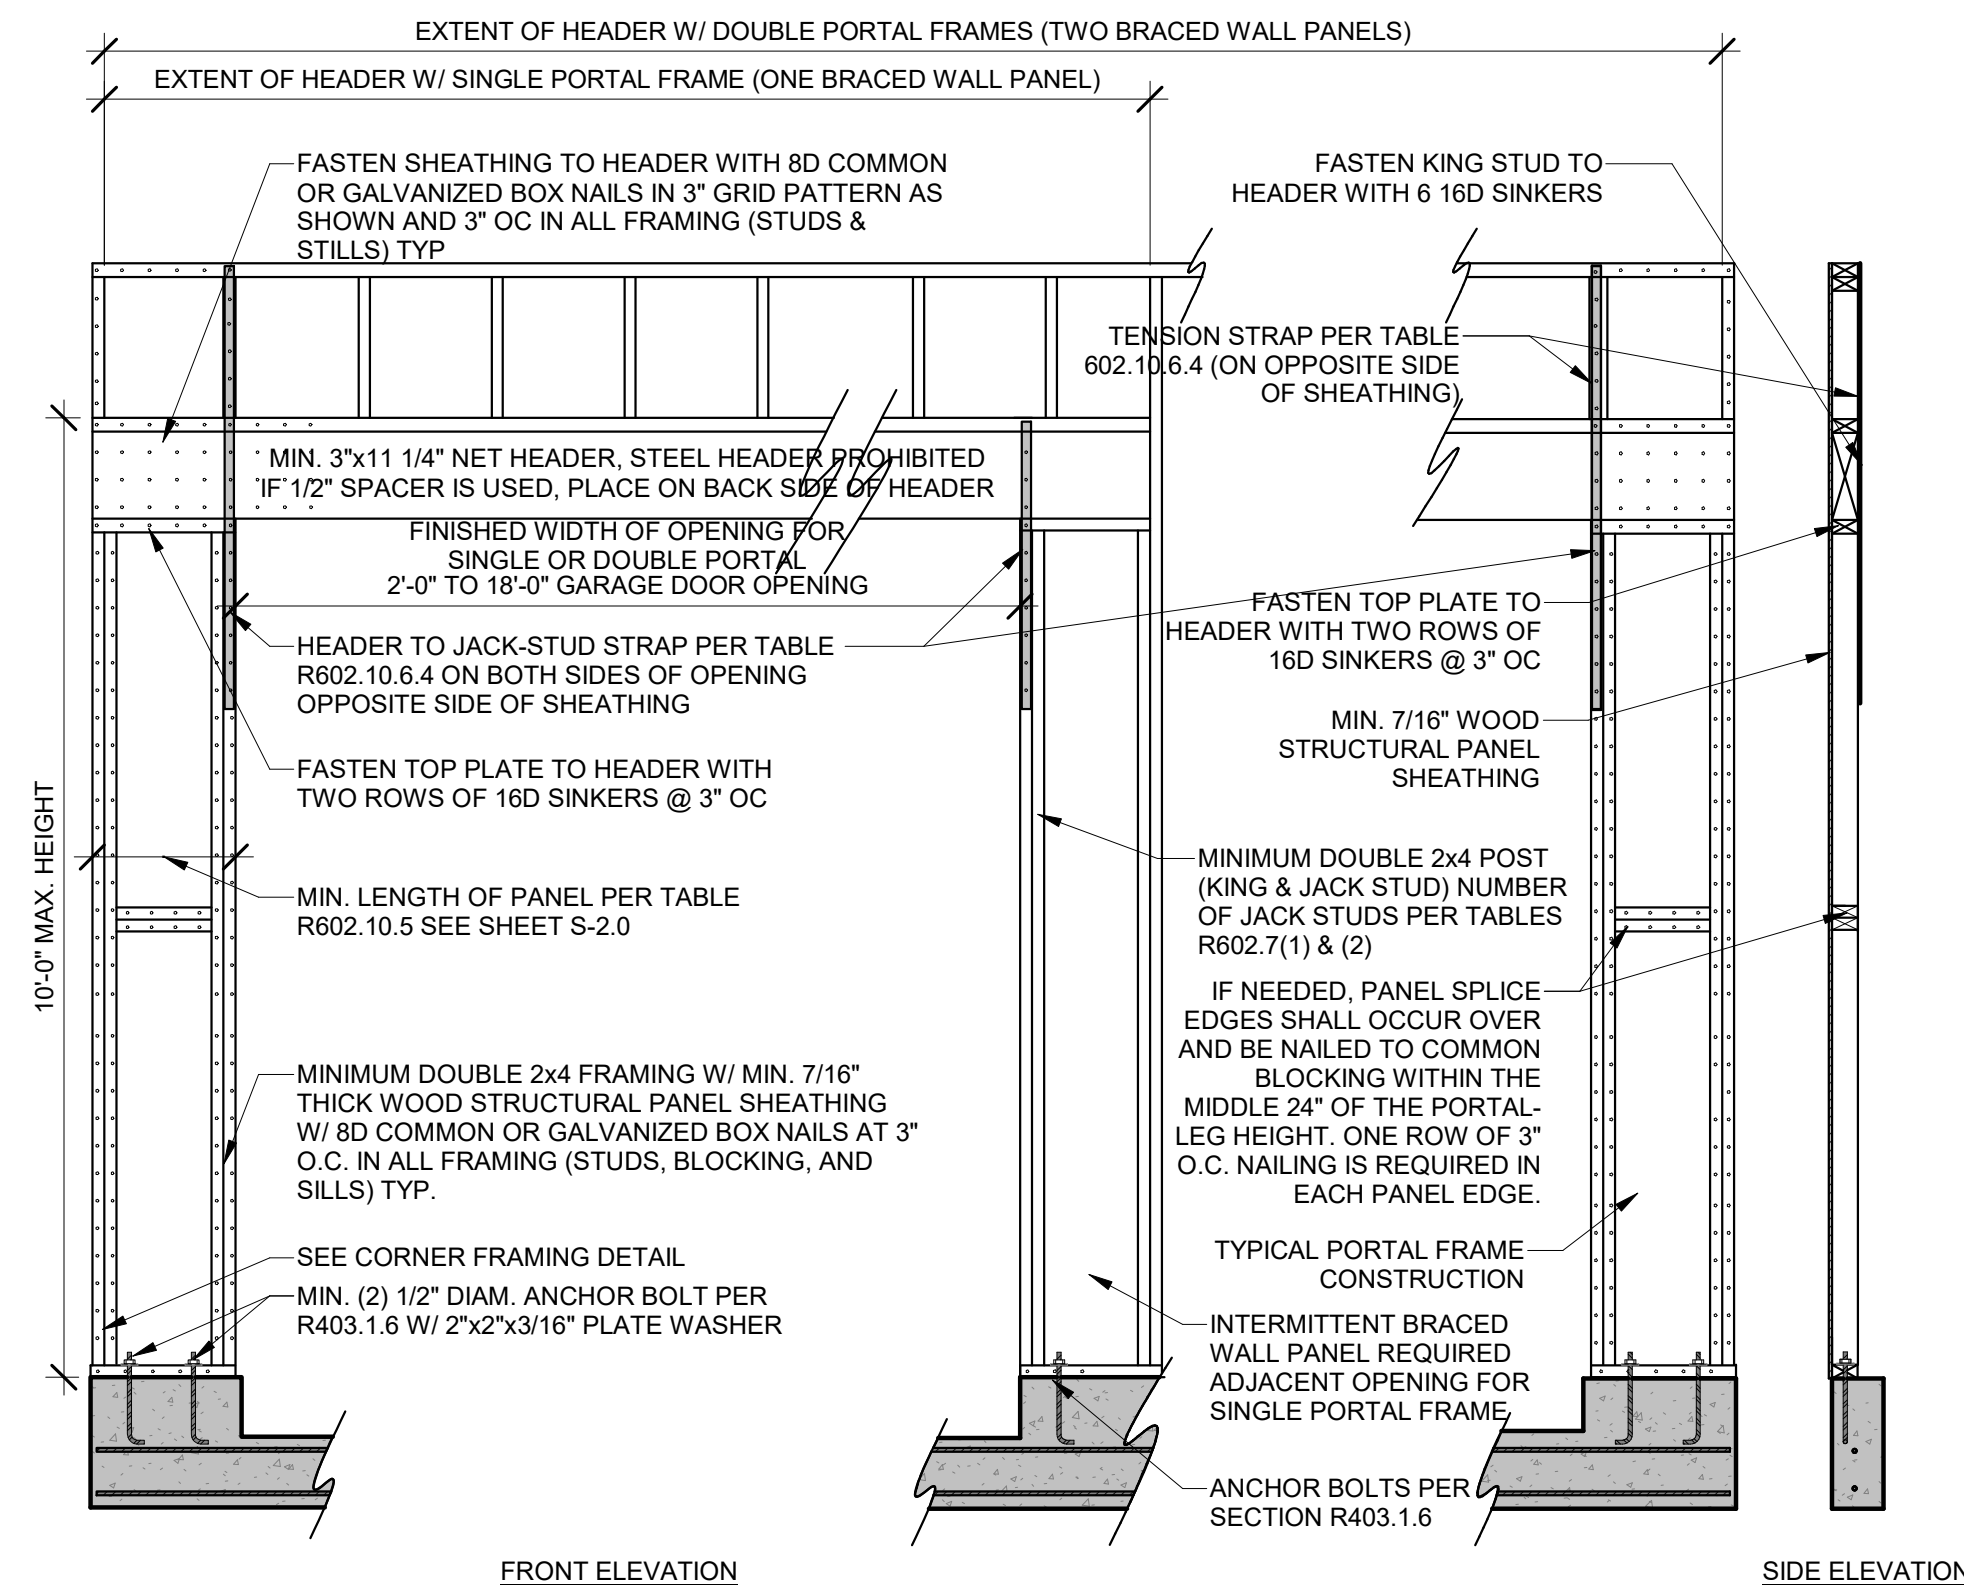 EXTENT OF HEADER W/ DOUBLE PORTAL FRAMES (TWO BRACED WALL PANELS)
EXTENT OF HEADER W/ SINGLE PORTAL FRAME (ONE BRACED WALL PANEL)
FASTEN SHEATHING TO HEADER WITH 8D COMMON
OR GALVANIZED BOX NAILS IN 3" GRID PATTERN AS
SHOWN AND 3" OC IN ALL FRAMING (STUDS &
STILLS) TYP
FASTEN KING STUD TO
HEADER WITH 6 16D SINKERS
TENSION STRAP PER TABLE
602.10.6.4 (ON OPPOSITE SIDE
OF SHEATHING)
MIN. 3"x11 1/4" NET HEADER, STEEL HEADER PROHIBITED
IF 1/2" SPACER IS USED, PLACE ON BACK SIDE OF HEADER
FINISHED WIDTH OF OPENING FOR
SINGLE OR DOUBLE PORTAL
2'-0" TO 18'-0" GARAGE DOOR OPENING
HEADER TO JACK-STUD STRAP PER TABLE
R602.10.6.4 ON BOTH SIDES OF OPENING
OPPOSITE SIDE OF SHEATHING
FASTEN TOP PLATE TO
HEADER WITH TWO ROWS OF
16D SINKERS @ 3" OC
MIN. 7/16" WOOD
STRUCTURAL PANEL
SHEATHING
FASTEN TOP PLATE TO HEADER WITH
TWO ROWS OF 16D SINKERS @ 3" OC
10'-0" MAX. HEIGHT
MIN. LENGTH OF PANEL PER TABLE
R602.10.5 SEE SHEET S-2.0
MINIMUM DOUBLE 2x4 POST
(KING & JACK STUD) NUMBER
OF JACK STUDS PER TABLES
R602.7(1) & (2)
IF NEEDED, PANEL SPLICE
EDGES SHALL OCCUR OVER
AND BE NAILED TO COMMON
BLOCKING WITHIN THE
MIDDLE 24" OF THE PORTAL-
LEG HEIGHT. ONE ROW OF 3"
O.C. NAILING IS REQUIRED IN
EACH PANEL EDGE.
MINIMUM DOUBLE 2x4 FRAMING W/ MIN. 7/16"
THICK WOOD STRUCTURAL PANEL SHEATHING
W/ 8D COMMON OR GALVANIZED BOX NAILS AT 3"
O.C. IN ALL FRAMING (STUDS, BLOCKING, AND
SILLS) TYP.
SEE CORNER FRAMING DETAIL
MIN. (2) 1/2" DIAM. ANCHOR BOLT PER
R403.1.6 W/ 2"x2"x3/16" PLATE WASHER
TYPICAL PORTAL FRAME
CONSTRUCTION
INTERMITTENT BRACED
WALL PANEL REQUIRED
ADJACENT OPENING FOR
SINGLE PORTAL FRAME
ANCHOR BOLTS PER
SECTION R403.1.6
FRONT ELEVATION
SIDE ELEVATION